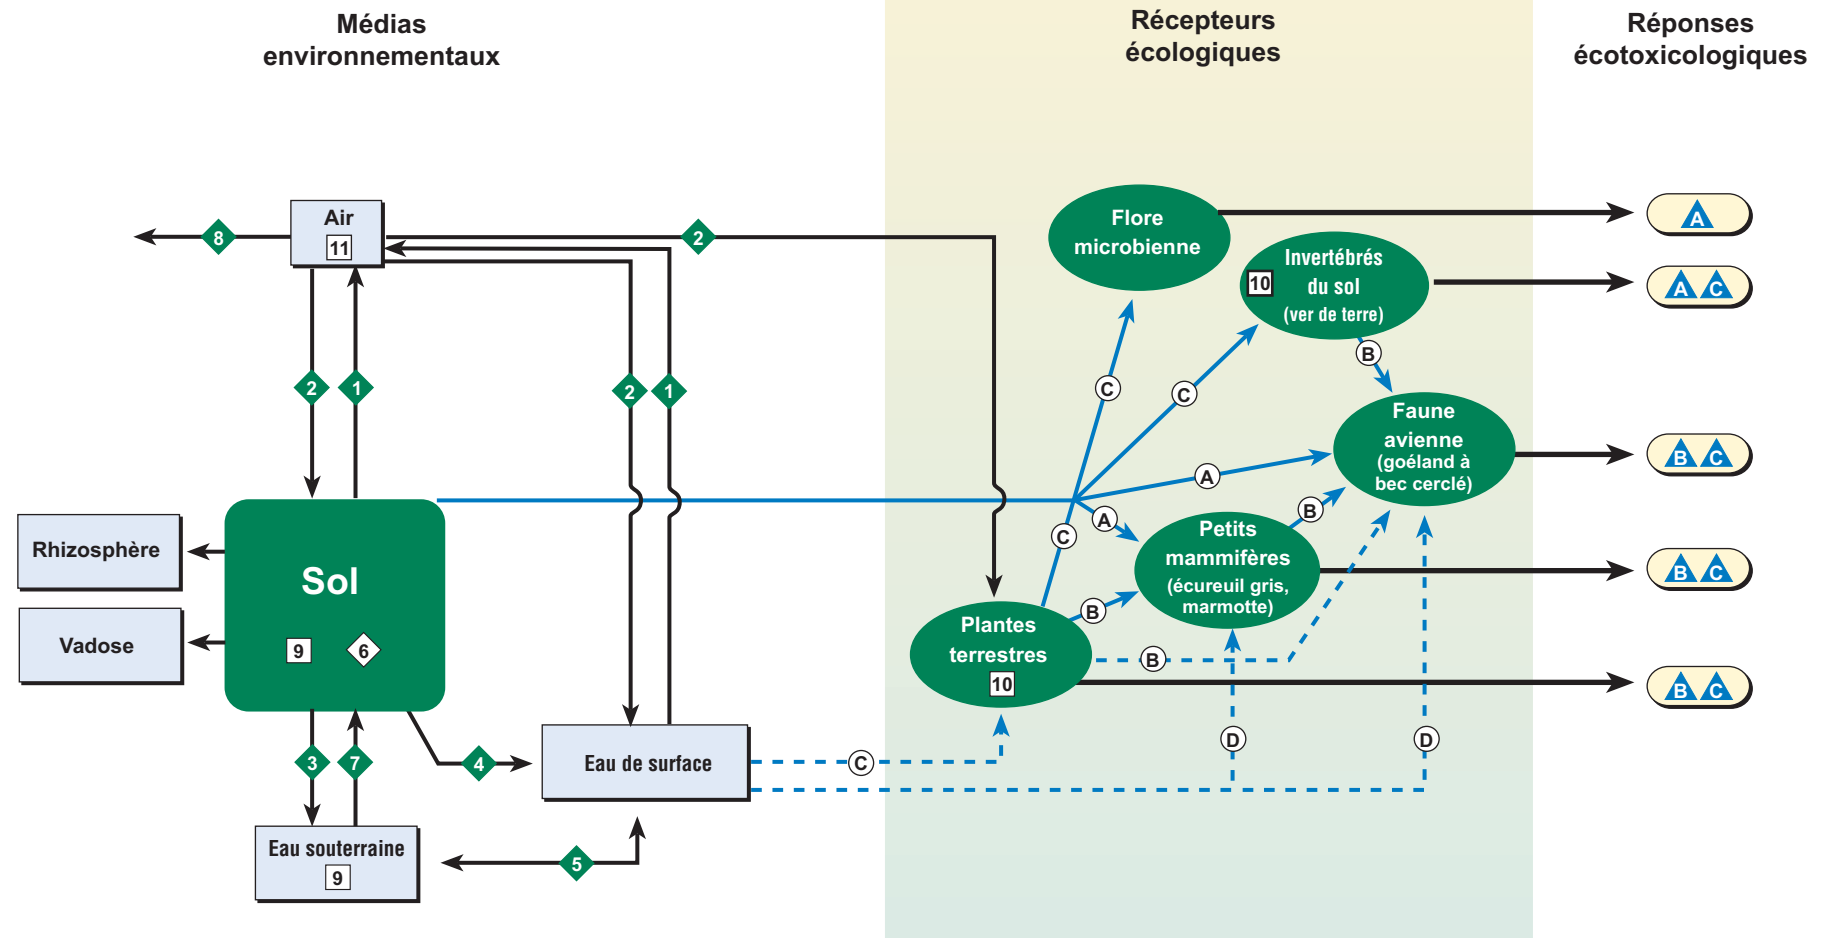 Médias
environnementaux
Récepteurs
écologiques
Réponses
écotoxicologiques
Air
11
8
2
2
1
2
1
Flore
microbienne
A
Invertébrés
du sol
(ver de terre)
10
A C
B
C
C
Faune
avienne
(goéland à
bec cerclé)
B C
A
A
B
C
Petits
mammifères
(écureuil gris,
marmotte)
B C
Rhizosphère
Sol
9
6
Vadose
Plantes
terrestres
10
B
B
B C
3
7
4
Eau de surface
C
D
D
Eau souterraine
9
5